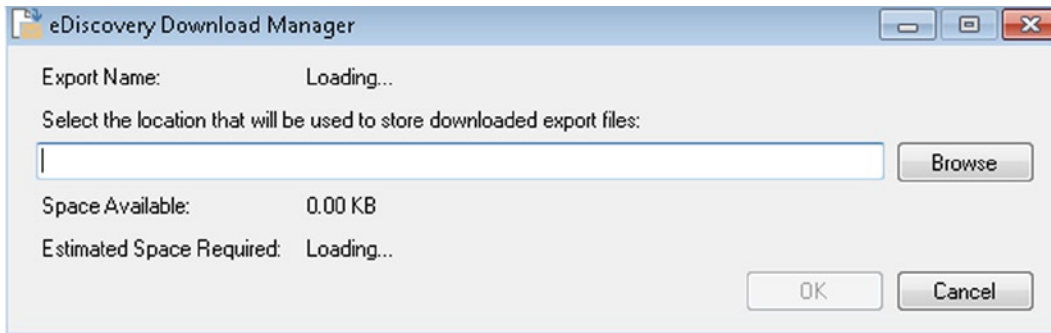 eDiscovery Download Manager
Export Name: Loading...
Select the location that will be used to store downloaded export files:
Browse
Space Available: 0.00 KB
Estimated Space Required: Loading...
OK Cancel